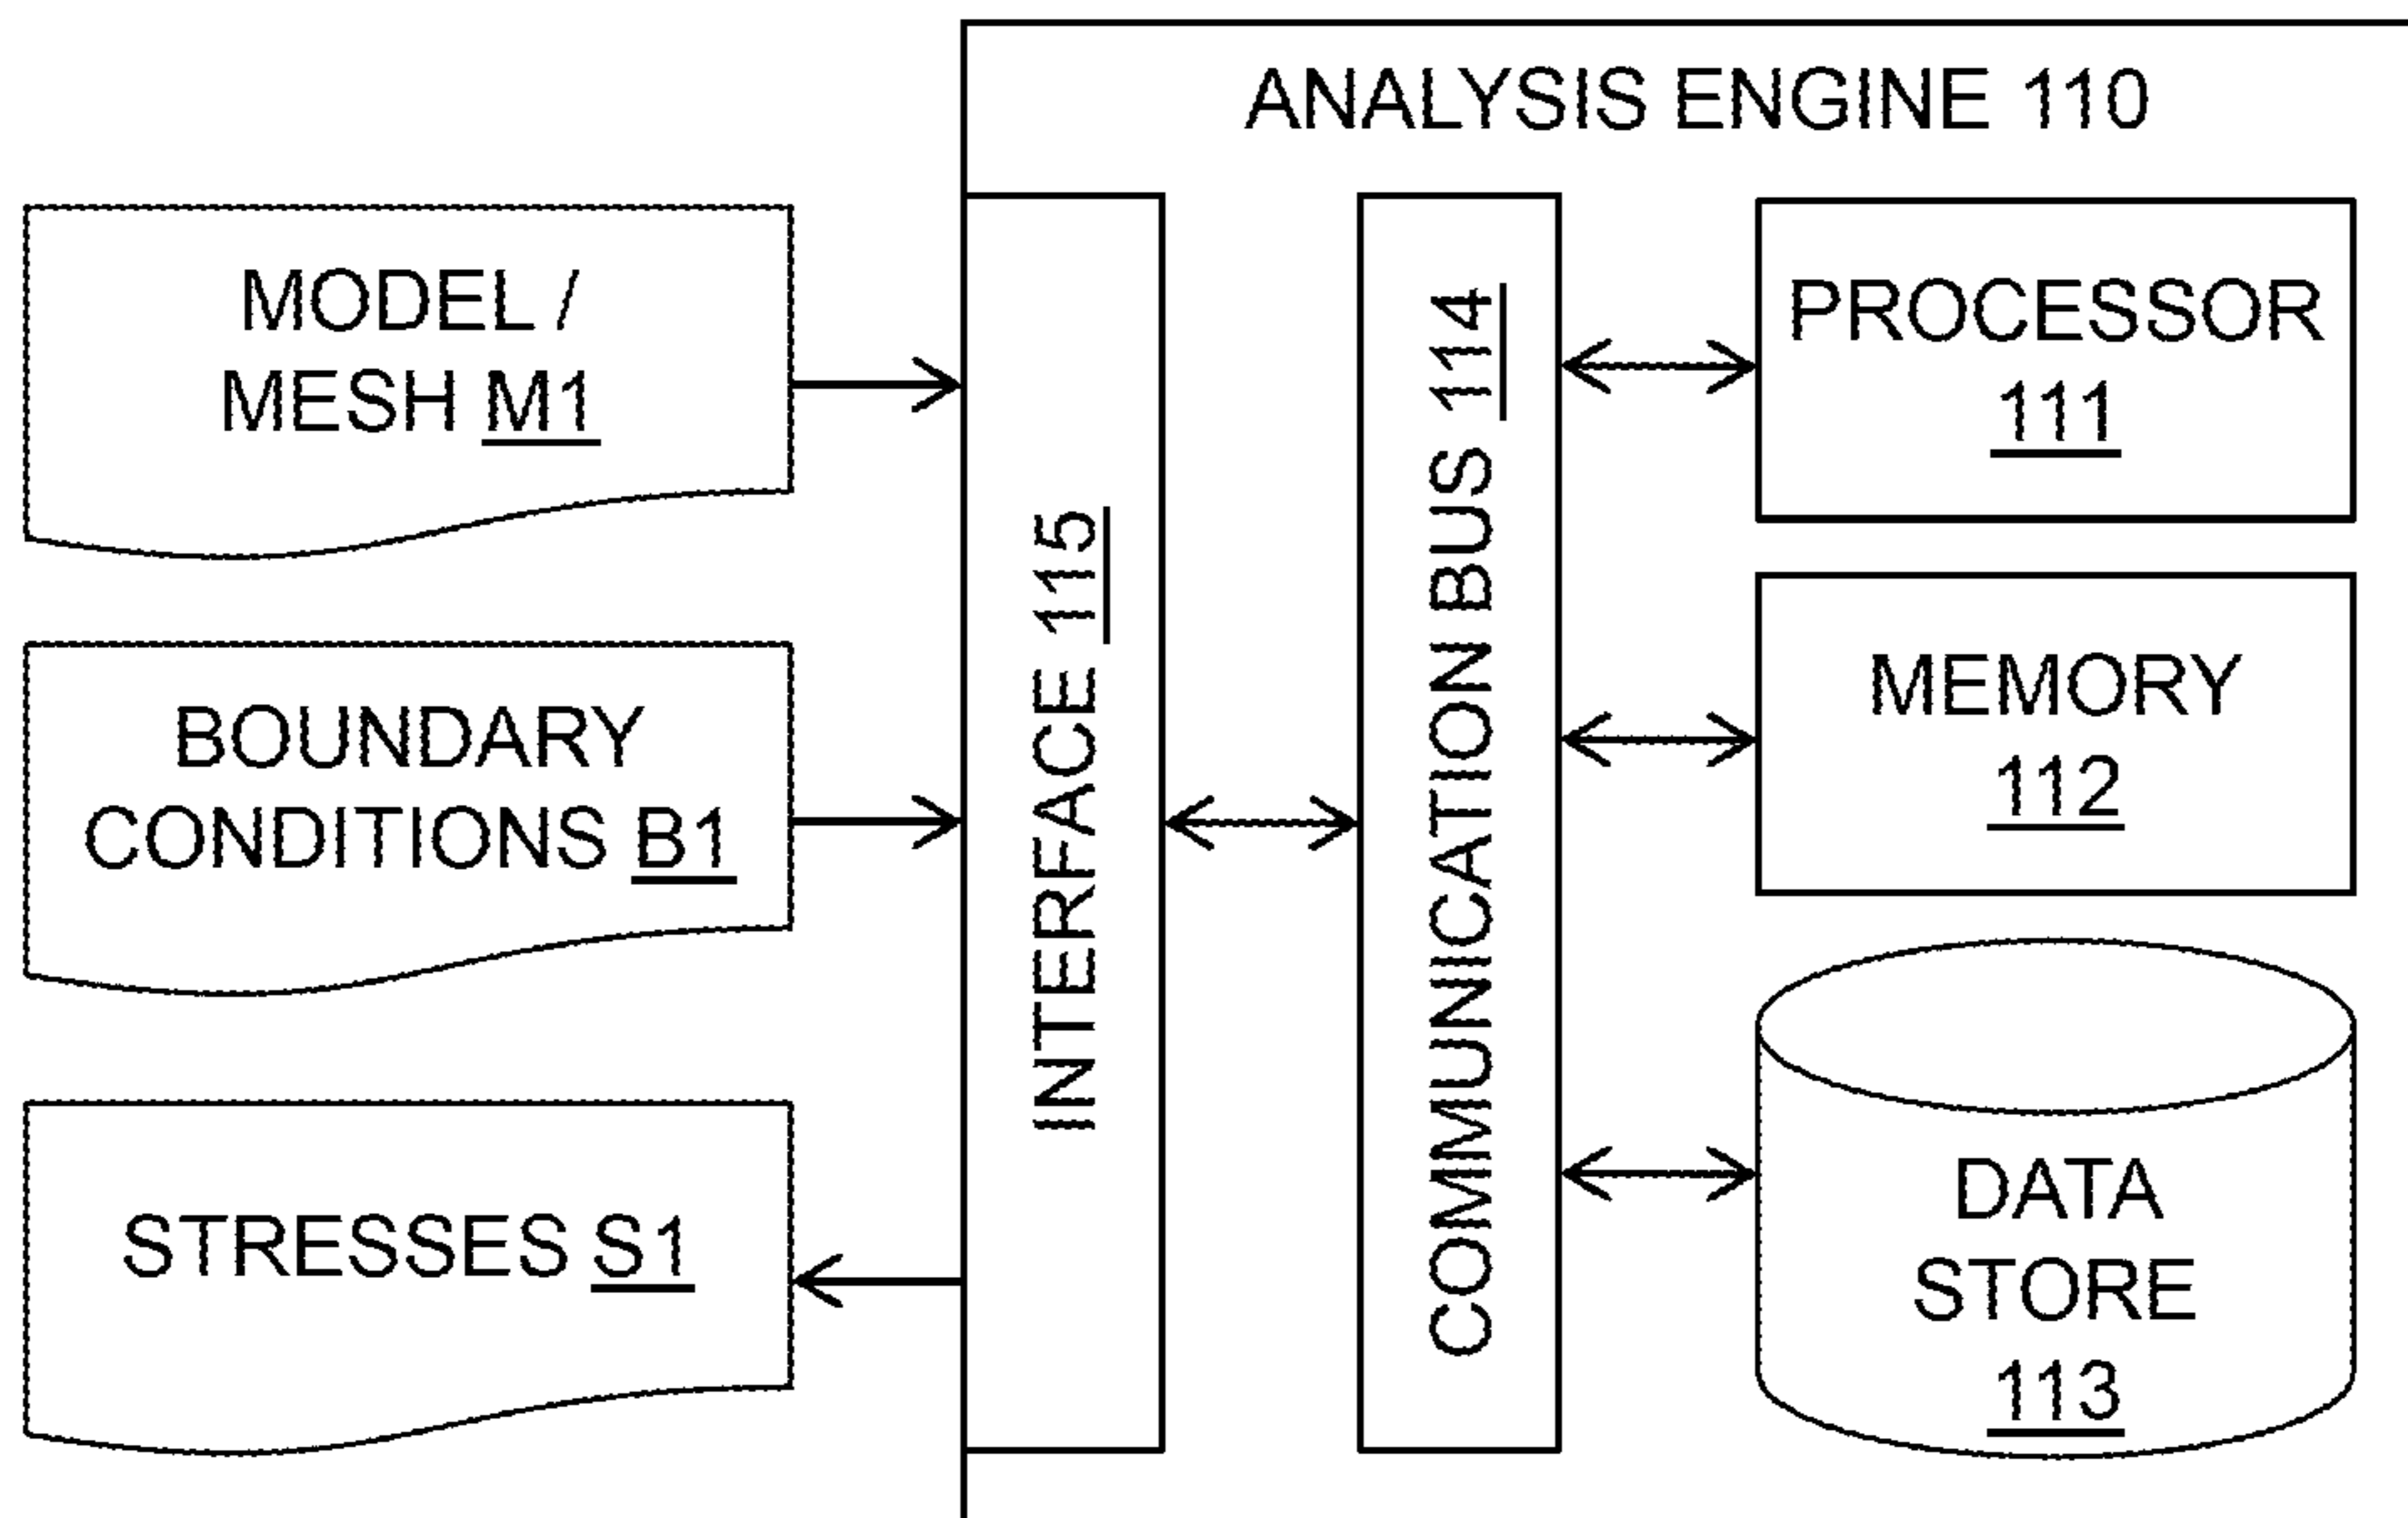 ANALYSIS ENGINE 110
MODEL /
MESH M1
BOUNDARY
CONDITIONS B1
STRESSES S1
INTERFACE 115
COMMUNICATION BUS 114
PROCESSOR
111
MEMORY
112
DATA
STORE
113